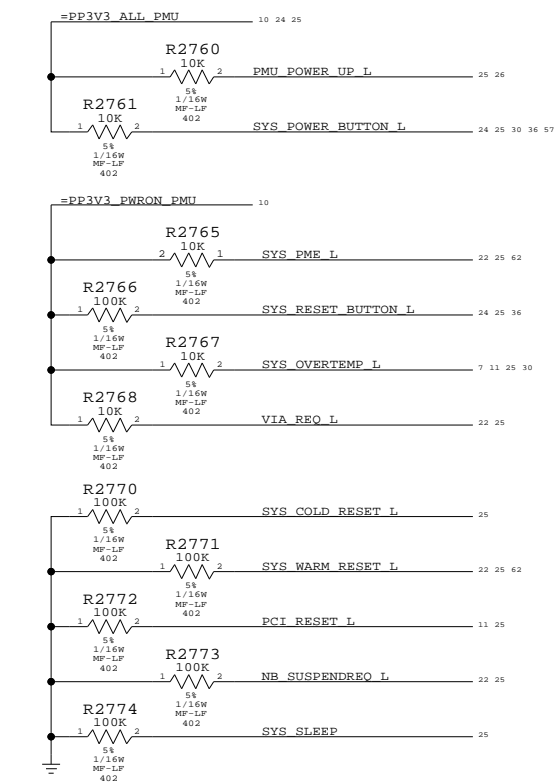 =PP3V3_ALL_PMU 10 24 25
R2760
10K
1 2 PMU_POWER_UP_L 25 26
5%
1/16W
MF-LF
402
R2761
10K
1 2 SYS_POWER_BUTTON_L 24 25 30 36 57
5%
1/16W
MF-LF
402
=PP3V3_PWRON_PMU 10
R2765
10K
2 1 SYS_PME_L 22 25 62
5%
1/16W
MF-LF
402
R2766
100K
1 2 SYS_RESET_BUTTON_L 24 25 36
5%
1/16W
MF-LF
402
R2767
10K
1 2 SYS_OVERTEMP_L 7 11 25 30
5%
1/16W
MF-LF
402
R2768
10K
1 2 VIA_REQ_L 22 25
5%
1/16W
MF-LF
402
R2770
100K
1 2 SYS_COLD_RESET_L 25
5%
1/16W
MF-LF
402
R2771
100K
1 2 SYS_WARM_RESET_L 22 25 62
5%
1/16W
MF-LF
402
R2772
100K
1 2 PCI_RESET_L 11 25
5%
1/16W
MF-LF
402
R2773
100K
1 2 NB_SUSPENDREQ_L 22 25
5%
1/16W
MF-LF
402
R2774
100K
1 2 SYS_SLEEP 25
5%
1/16W
MF-LF
402